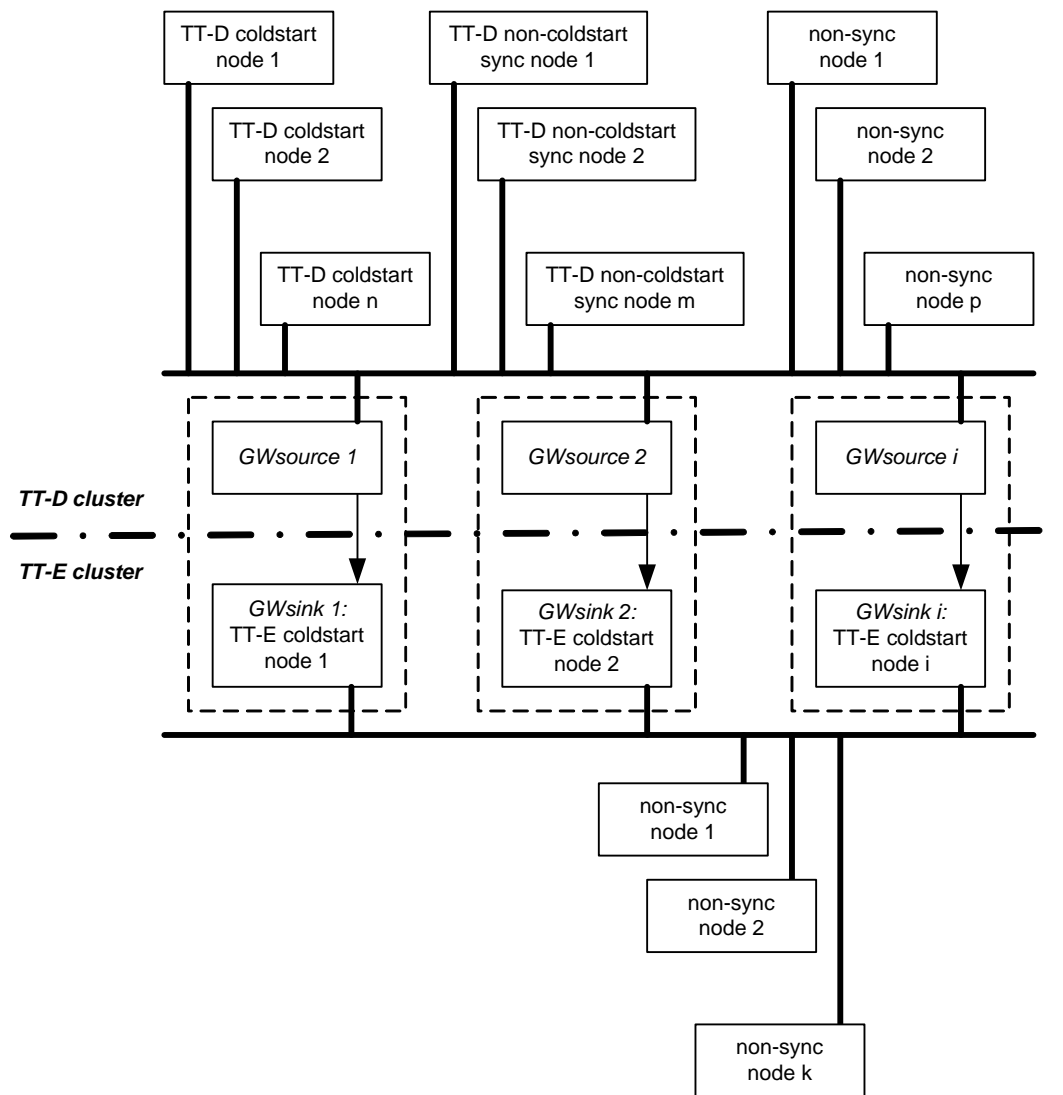 TT-D coldstart
node 1
TT-D non-coldstart
sync node 1
non-sync
node 1
TT-D coldstart
node 2
TT-D non-coldstart
sync node 2
non-sync
node 2
TT-D coldstart
node n
TT-D non-coldstart
sync node m
non-sync
node p
GWsource 1
GWsource 2
GWsource i
TT-D cluster
TT-E cluster
GWsink 1:
TT-E coldstart
node 1
GWsink 2:
TT-E coldstart
node 2
GWsink i:
TT-E coldstart
node i
non-sync
node 1
non-sync
node 2
non-sync
node k